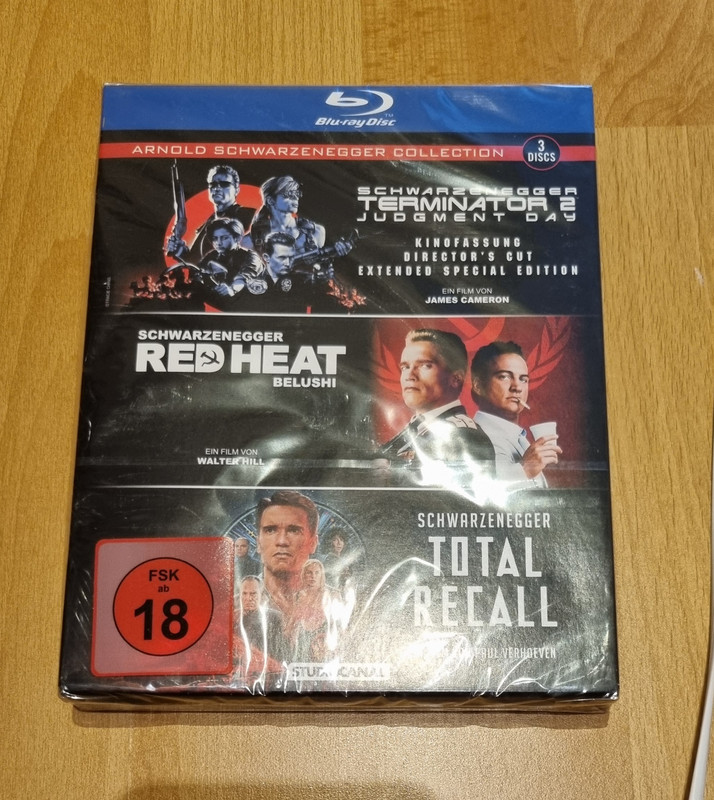 Blu-ray Disc
TM
ARNOLD SCHWARZENEGGER COLLECTION
3
DISCS
SCHWARZENEGGER
TERMINATOR 2
JUDGMENT DAY
KINOFASSUNG
DIRECTOR'S CUT
EXTENDED SPECIAL EDITION
EIN FILM VON
JAMES CAMERON
SCHWARZENEGGER
RED HEAT
BELUSHI
EIN FILM VON
WALTER HILL
SCHWARZENEGGER
TOTAL
RECALL
PAUL VERHOEVEN
FSK
ab
18
STUDIOCANAL